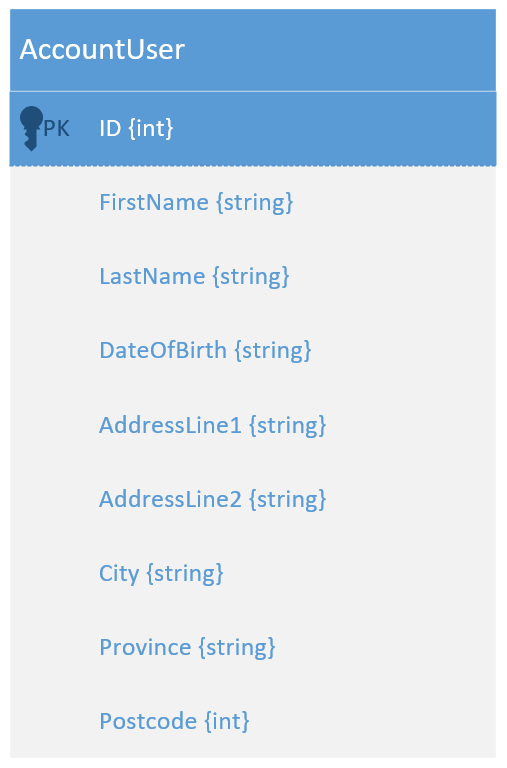 AccountUser
PK ID {int}
FirstName {string}
LastName {string}
DateOfBirth {string}
AddressLine1 {string}
AddressLine2 {string}
City {string}
Province {string}
Postcode {int}